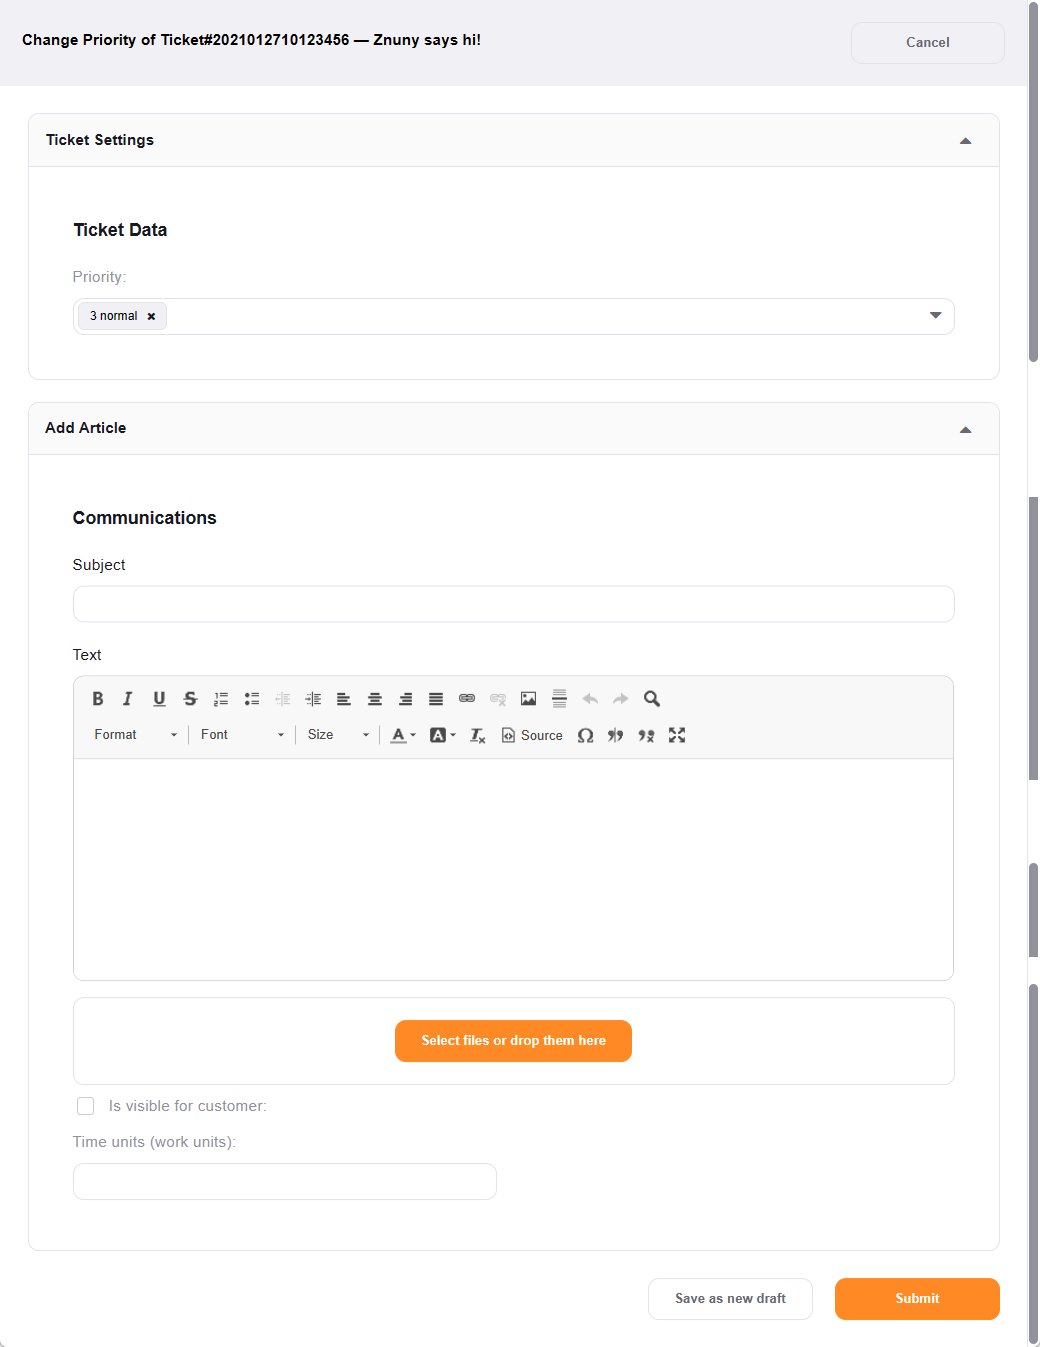 Change Priority of Ticket#2021012710123456 — Znuny says hi!
Cancel
Ticket Settings
Ticket Data
Priority:
3 normal
Add Article
Communications
Subject
Text
Format
Font
Size
Source
Select files or drop them here
Is visible for customer:
Time units (work units):
Save as new draft
Submit